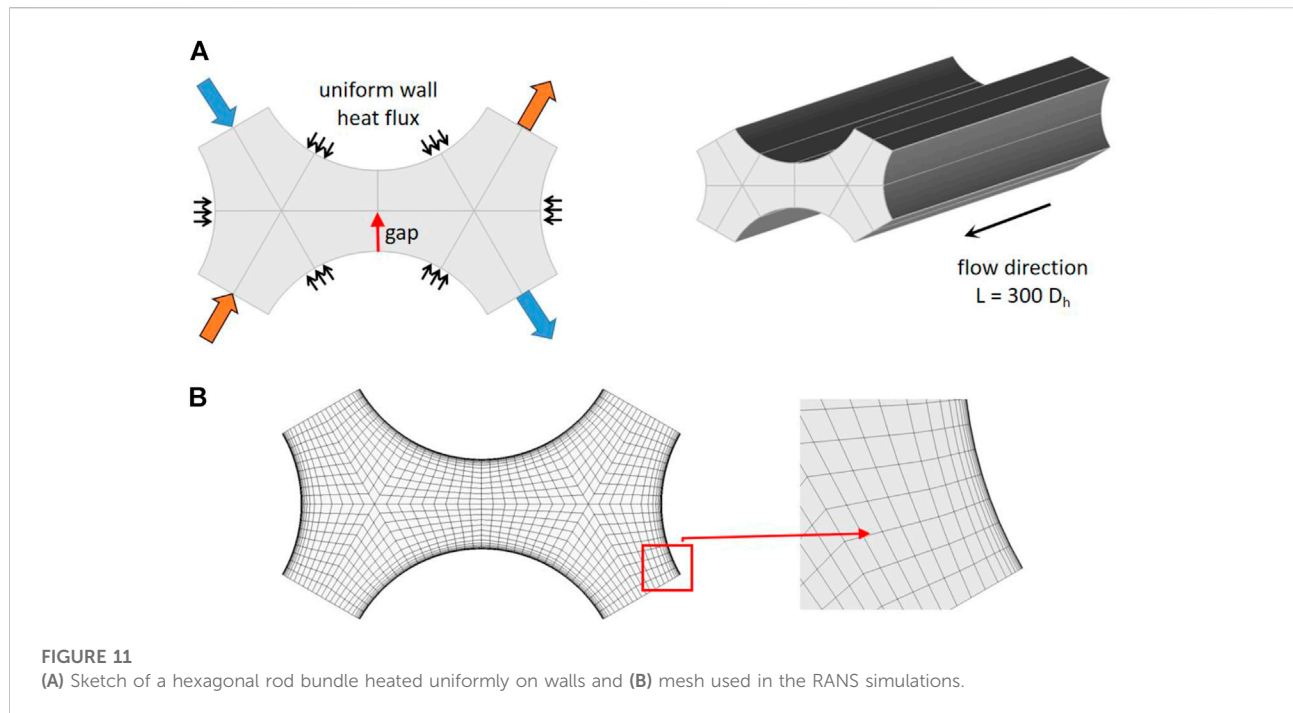 A
uniform wall
heat flux
gap
flow direction
L = 300 Dₕ
B
FIGURE 11
(A) Sketch of a hexagonal rod bundle heated uniformly on walls and (B) mesh used in the RANS simulations.